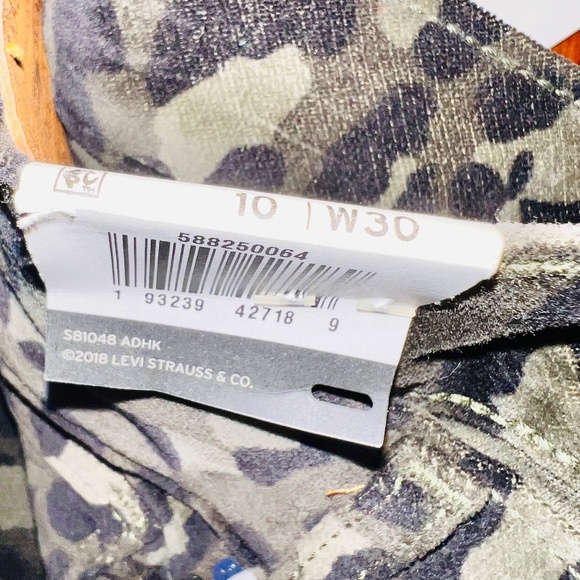 10 | W30
588250064
1 93239 42718 9
S81048 ADHK
©2018 LEVI STRAUSS & CO.